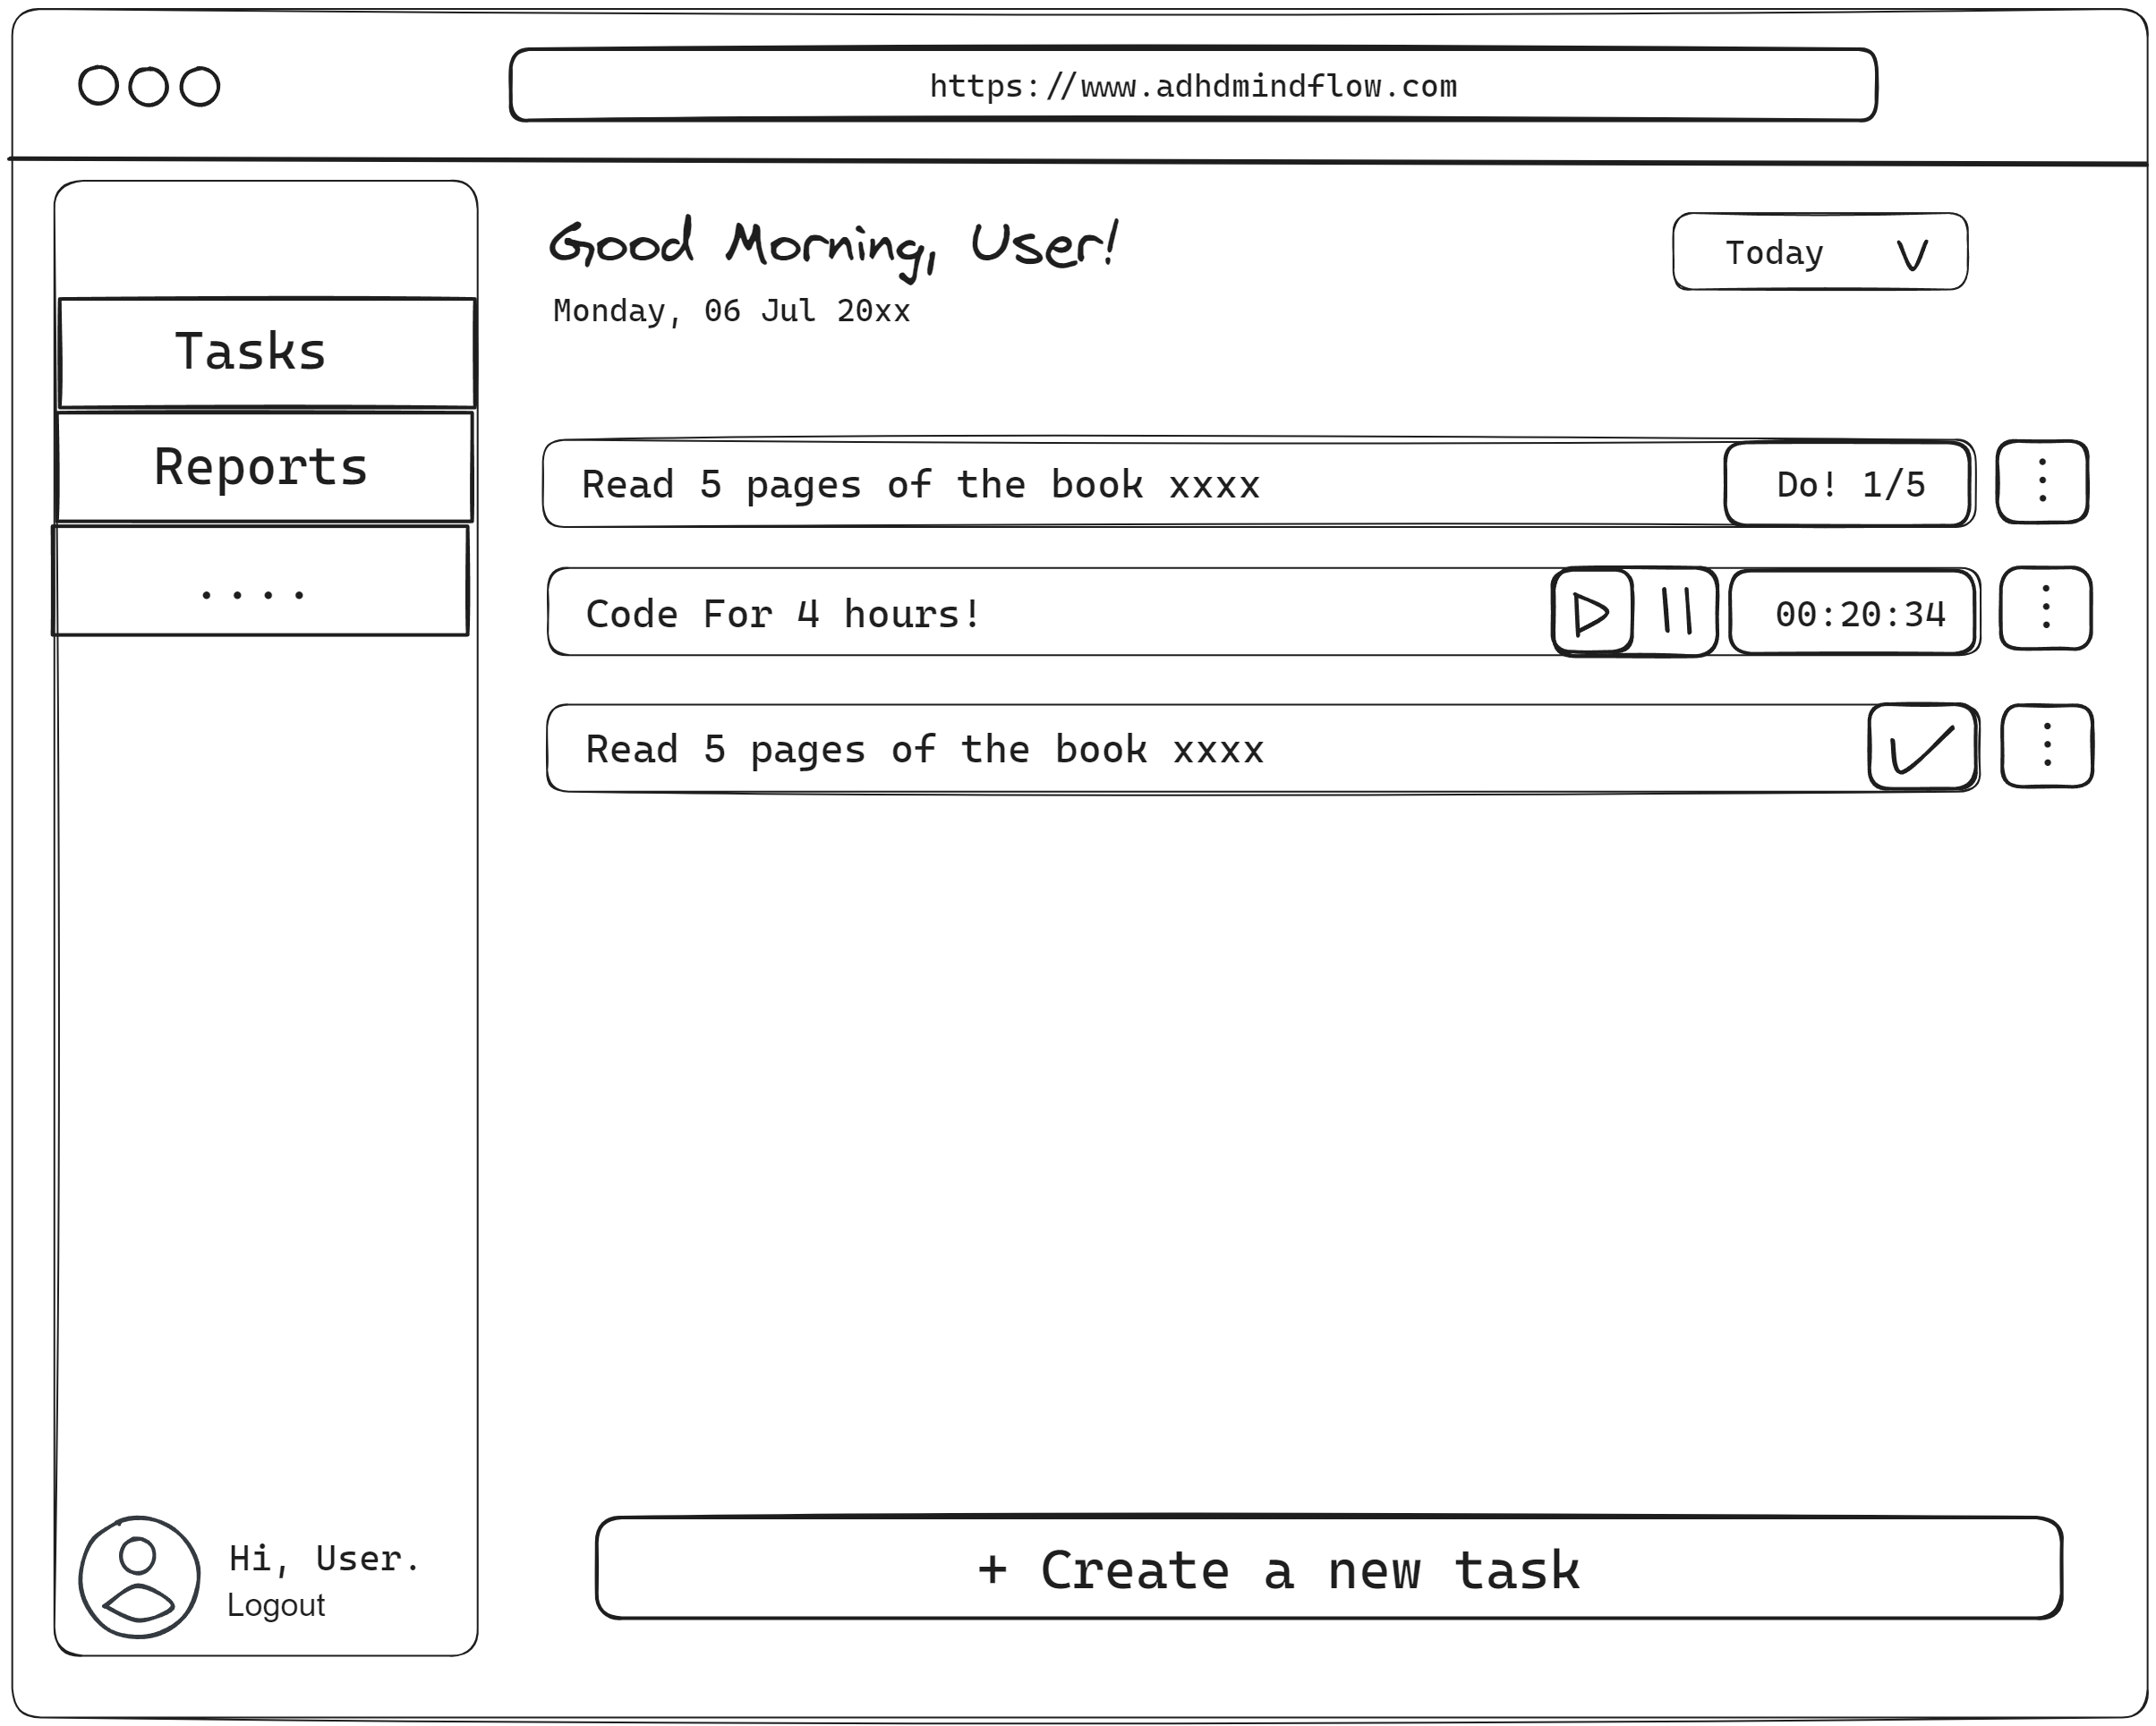 https://www.adhdmindflow.com
Tasks
Reports
....
Hi, User.
Logout
Good Morning, User!
Monday, 06 Jul 20xx
Today
Read 5 pages of the book xxxx
Do! 1/5
Code For 4 hours!
00:20:34
Read 5 pages of the book xxxx
+ Create a new task